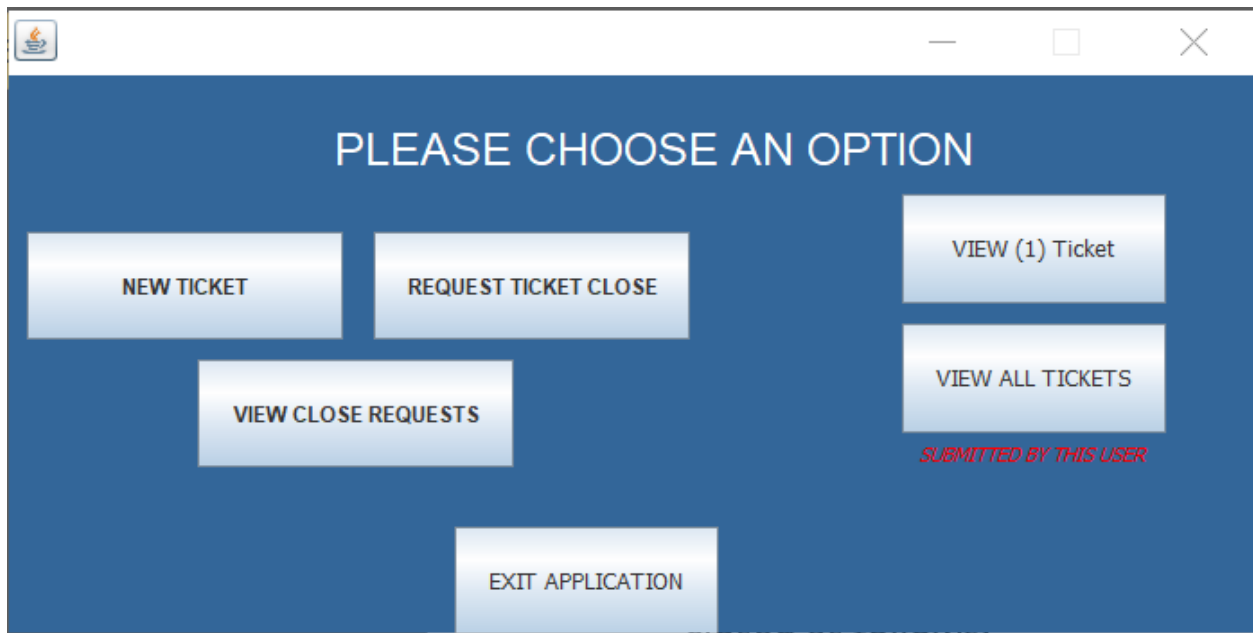 PLEASE CHOOSE AN OPTION
NEW TICKET
REQUEST TICKET CLOSE
VIEW (1) Ticket
VIEW ALL TICKETS
VIEW CLOSE REQUESTS
SUBMITTED BY THIS USER
EXIT APPLICATION